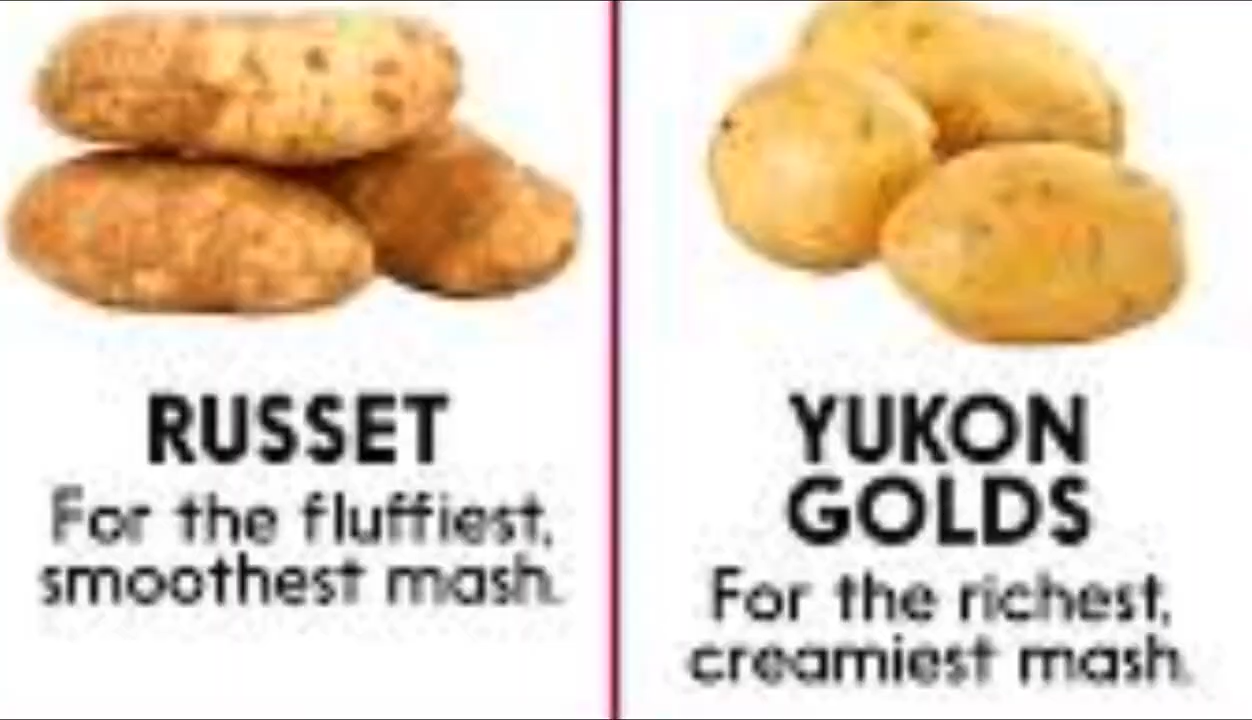 RUSSET
For the fluffiest,
smoothest mash.
YUKON
GOLDS
For the richest,
creamiest mash.